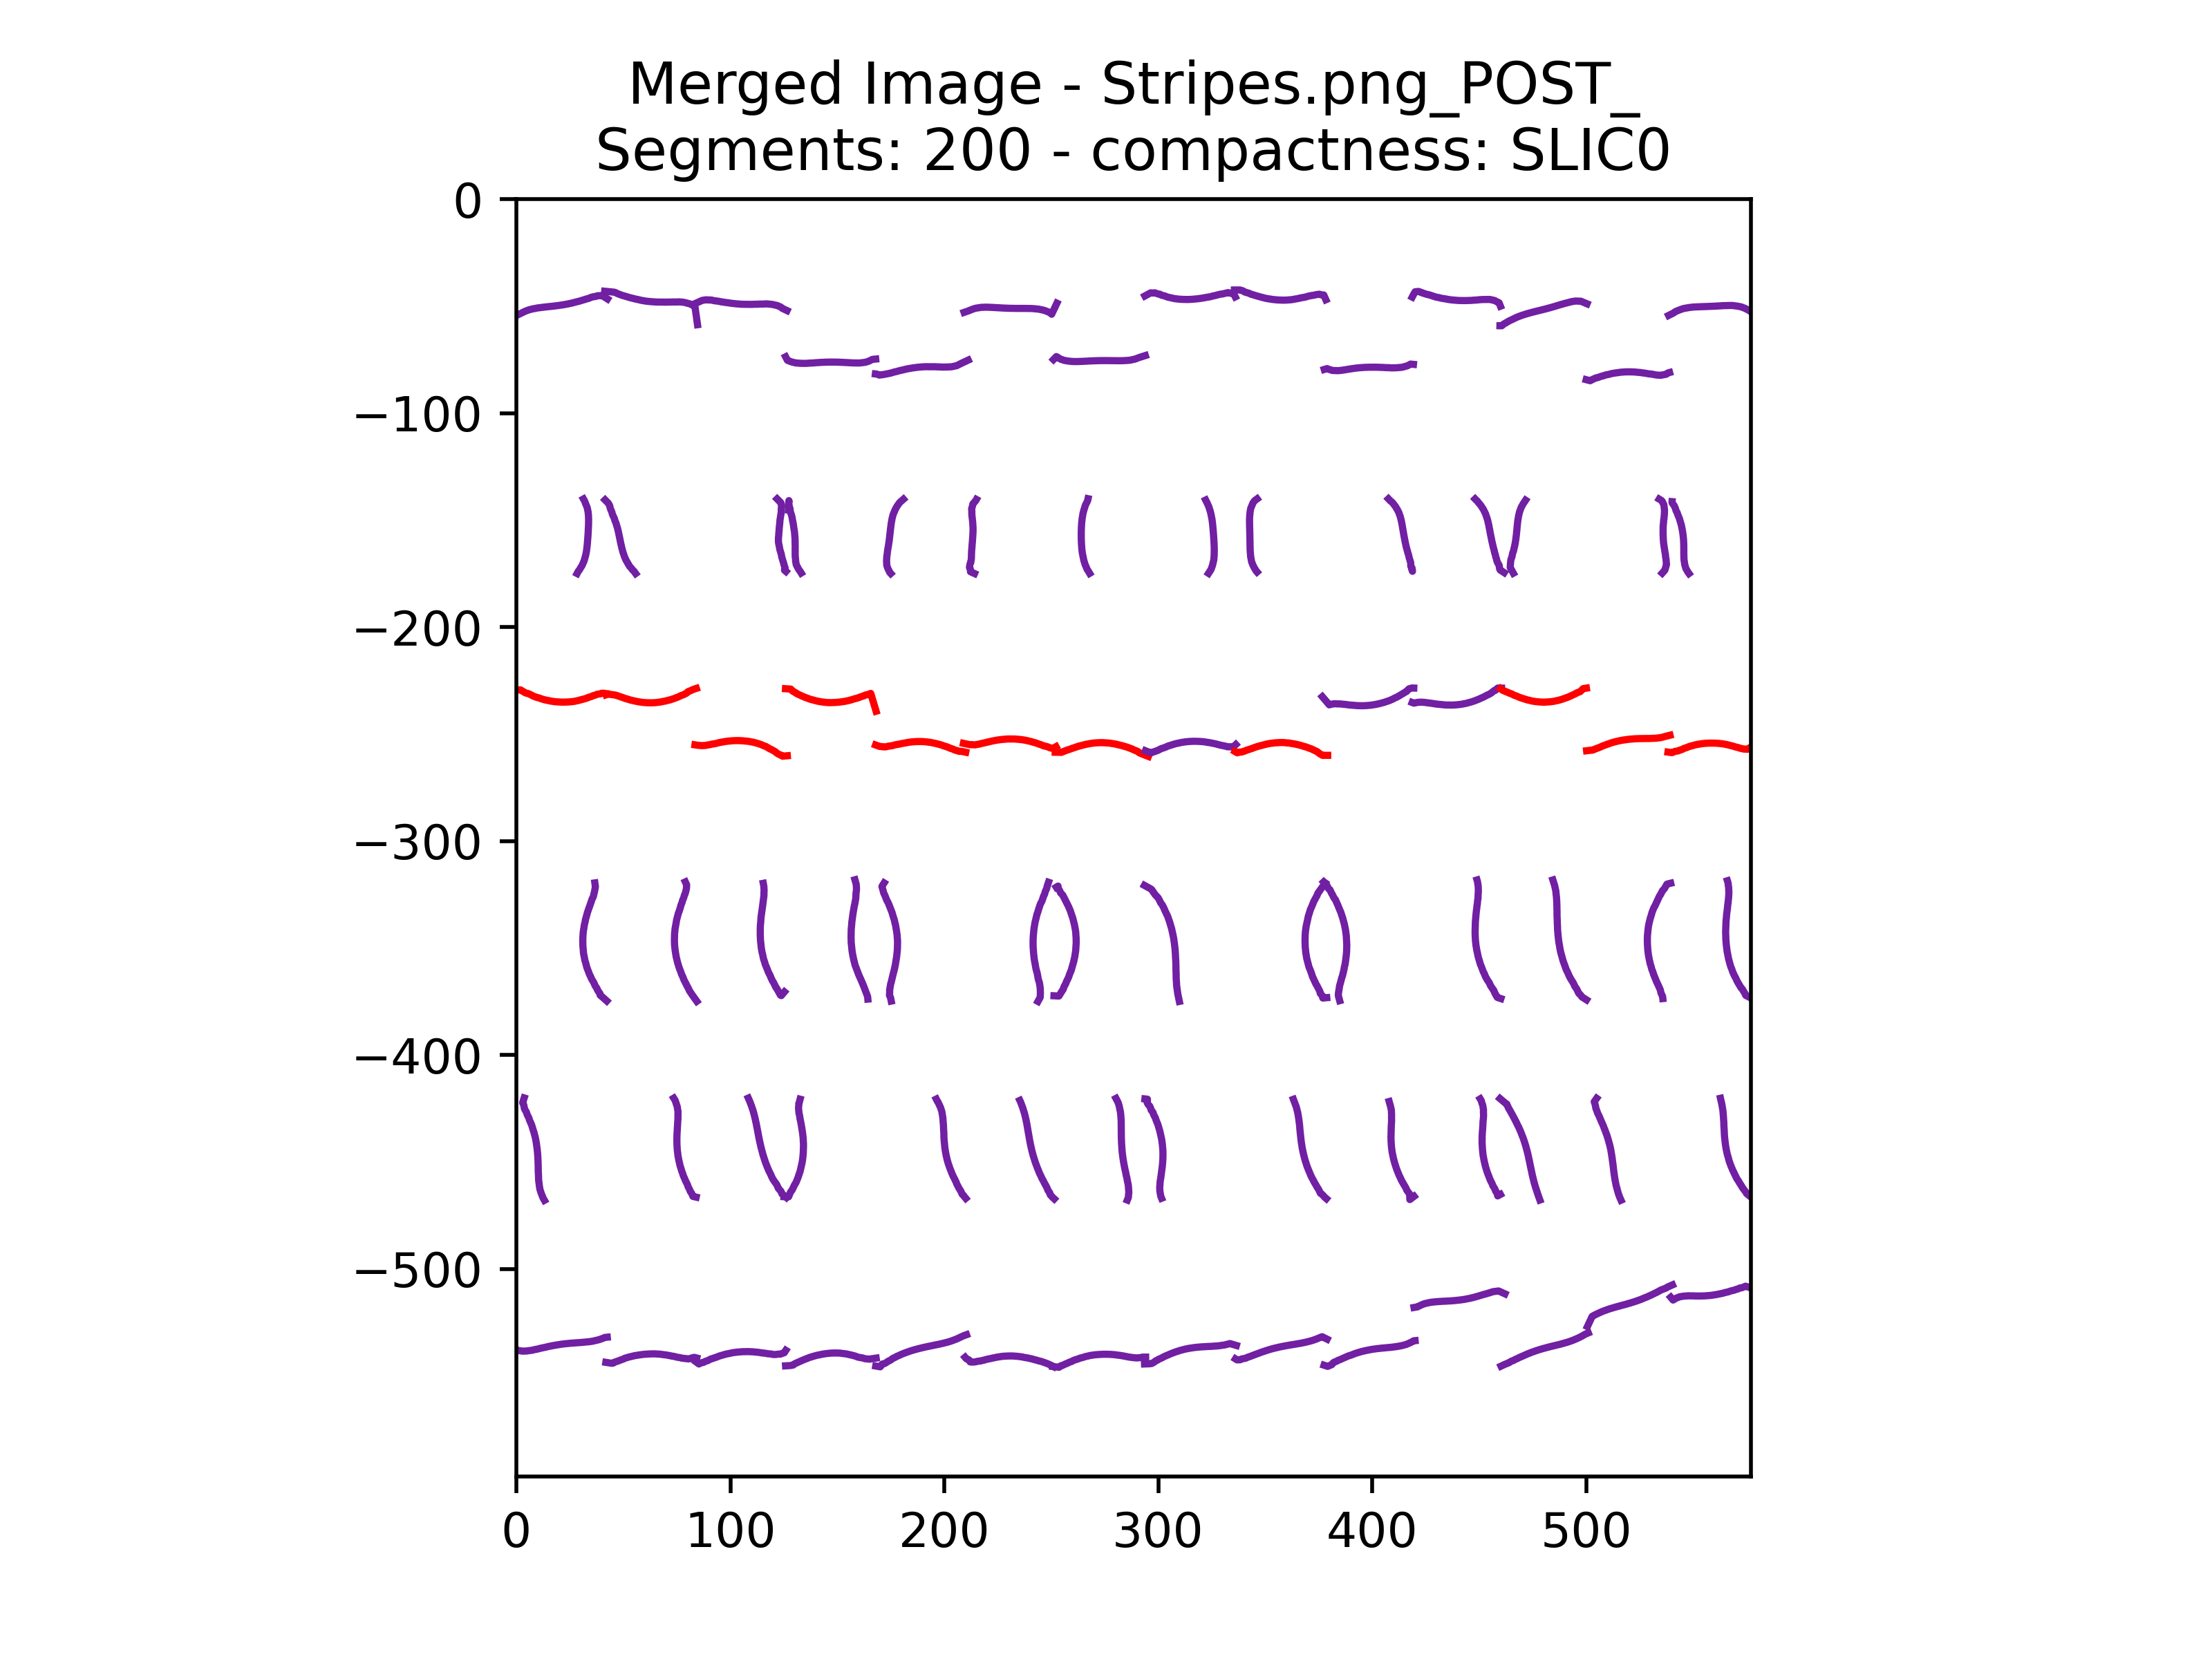 Merged Image - Stripes.png_POST_
Segments: 200 - compactness: SLIC0
0
−100
−200
−300
−400
−500
0 100 200 300 400 500